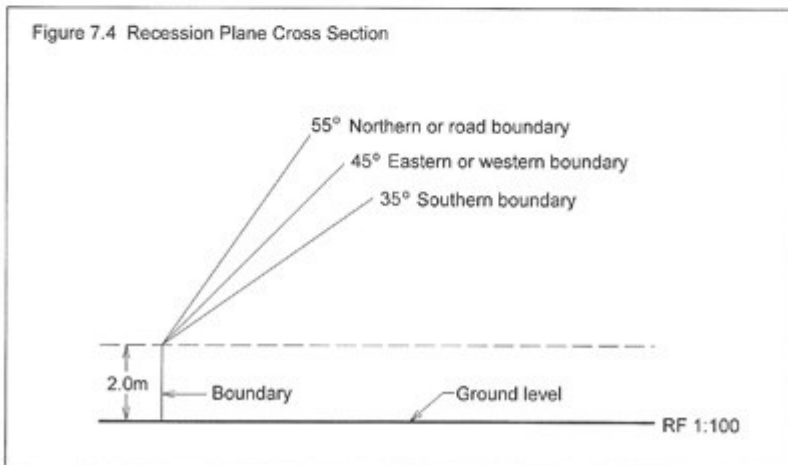 Figure 7.4 Recession Plane Cross Section
55° Northern or road boundary
45° Eastern or western boundary
35° Southern boundary
2.0m
Boundary
Ground level
RF 1:100